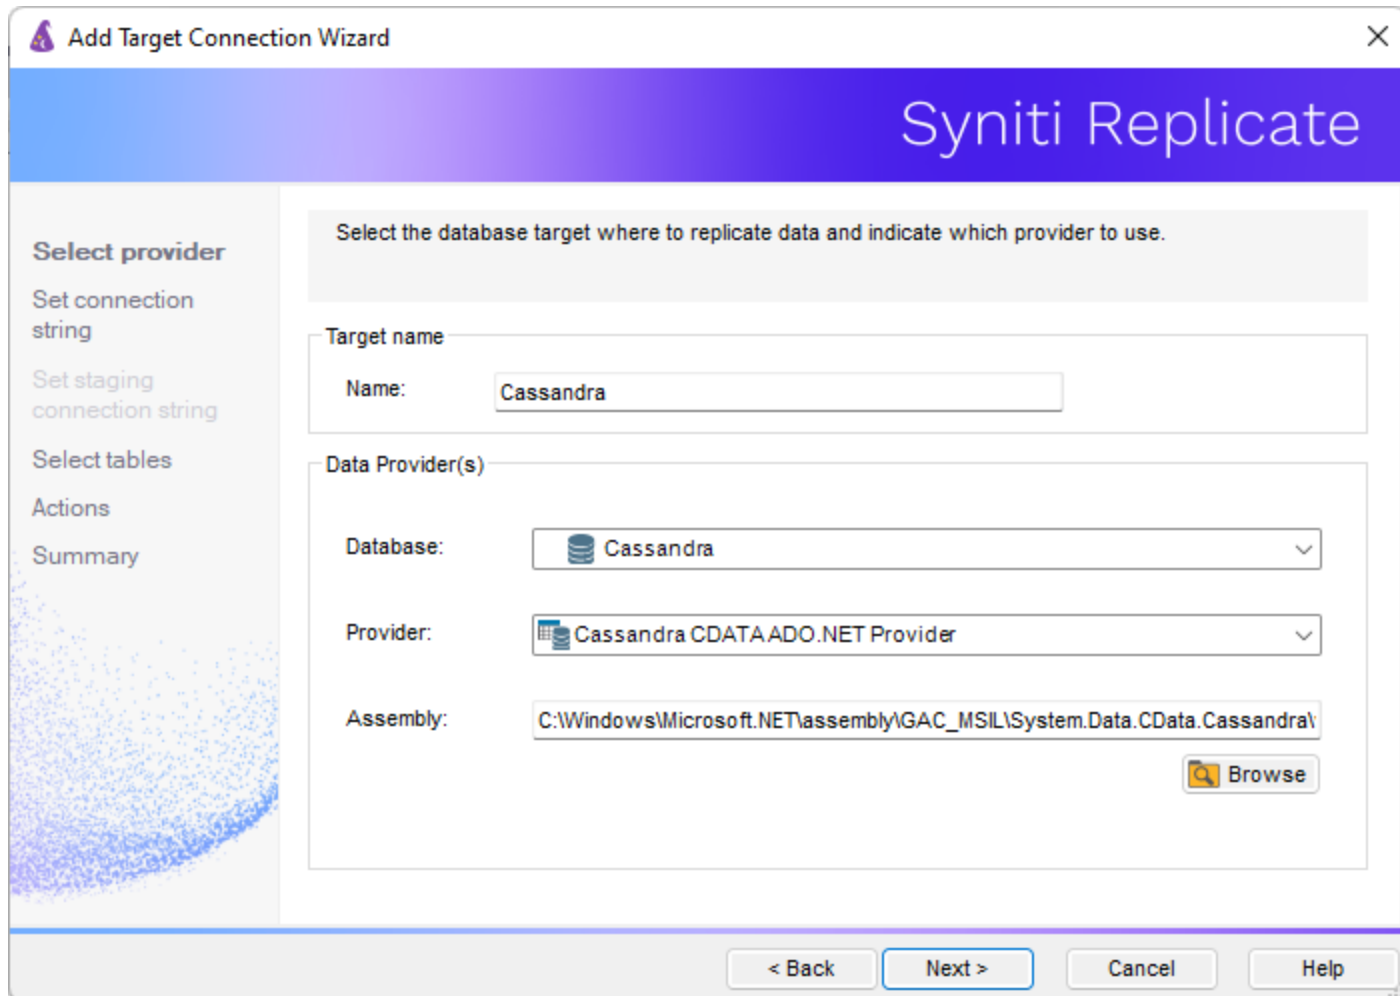 Add Target Connection Wizard
Syniti Replicate
Select provider
Set connection
string
Set staging
connection string
Select tables
Actions
Summary
Select the database target where to replicate data and indicate which provider to use.
Target name
Name:
Cassandra
Data Provider(s)
Database:
Cassandra
Provider:
Cassandra CDATA ADO.NET Provider
Assembly:
C:\Windows\Microsoft.NET\assembly\GAC_MSIL\System.Data.CData.Cassandra\
Browse
< Back
Next >
Cancel
Help